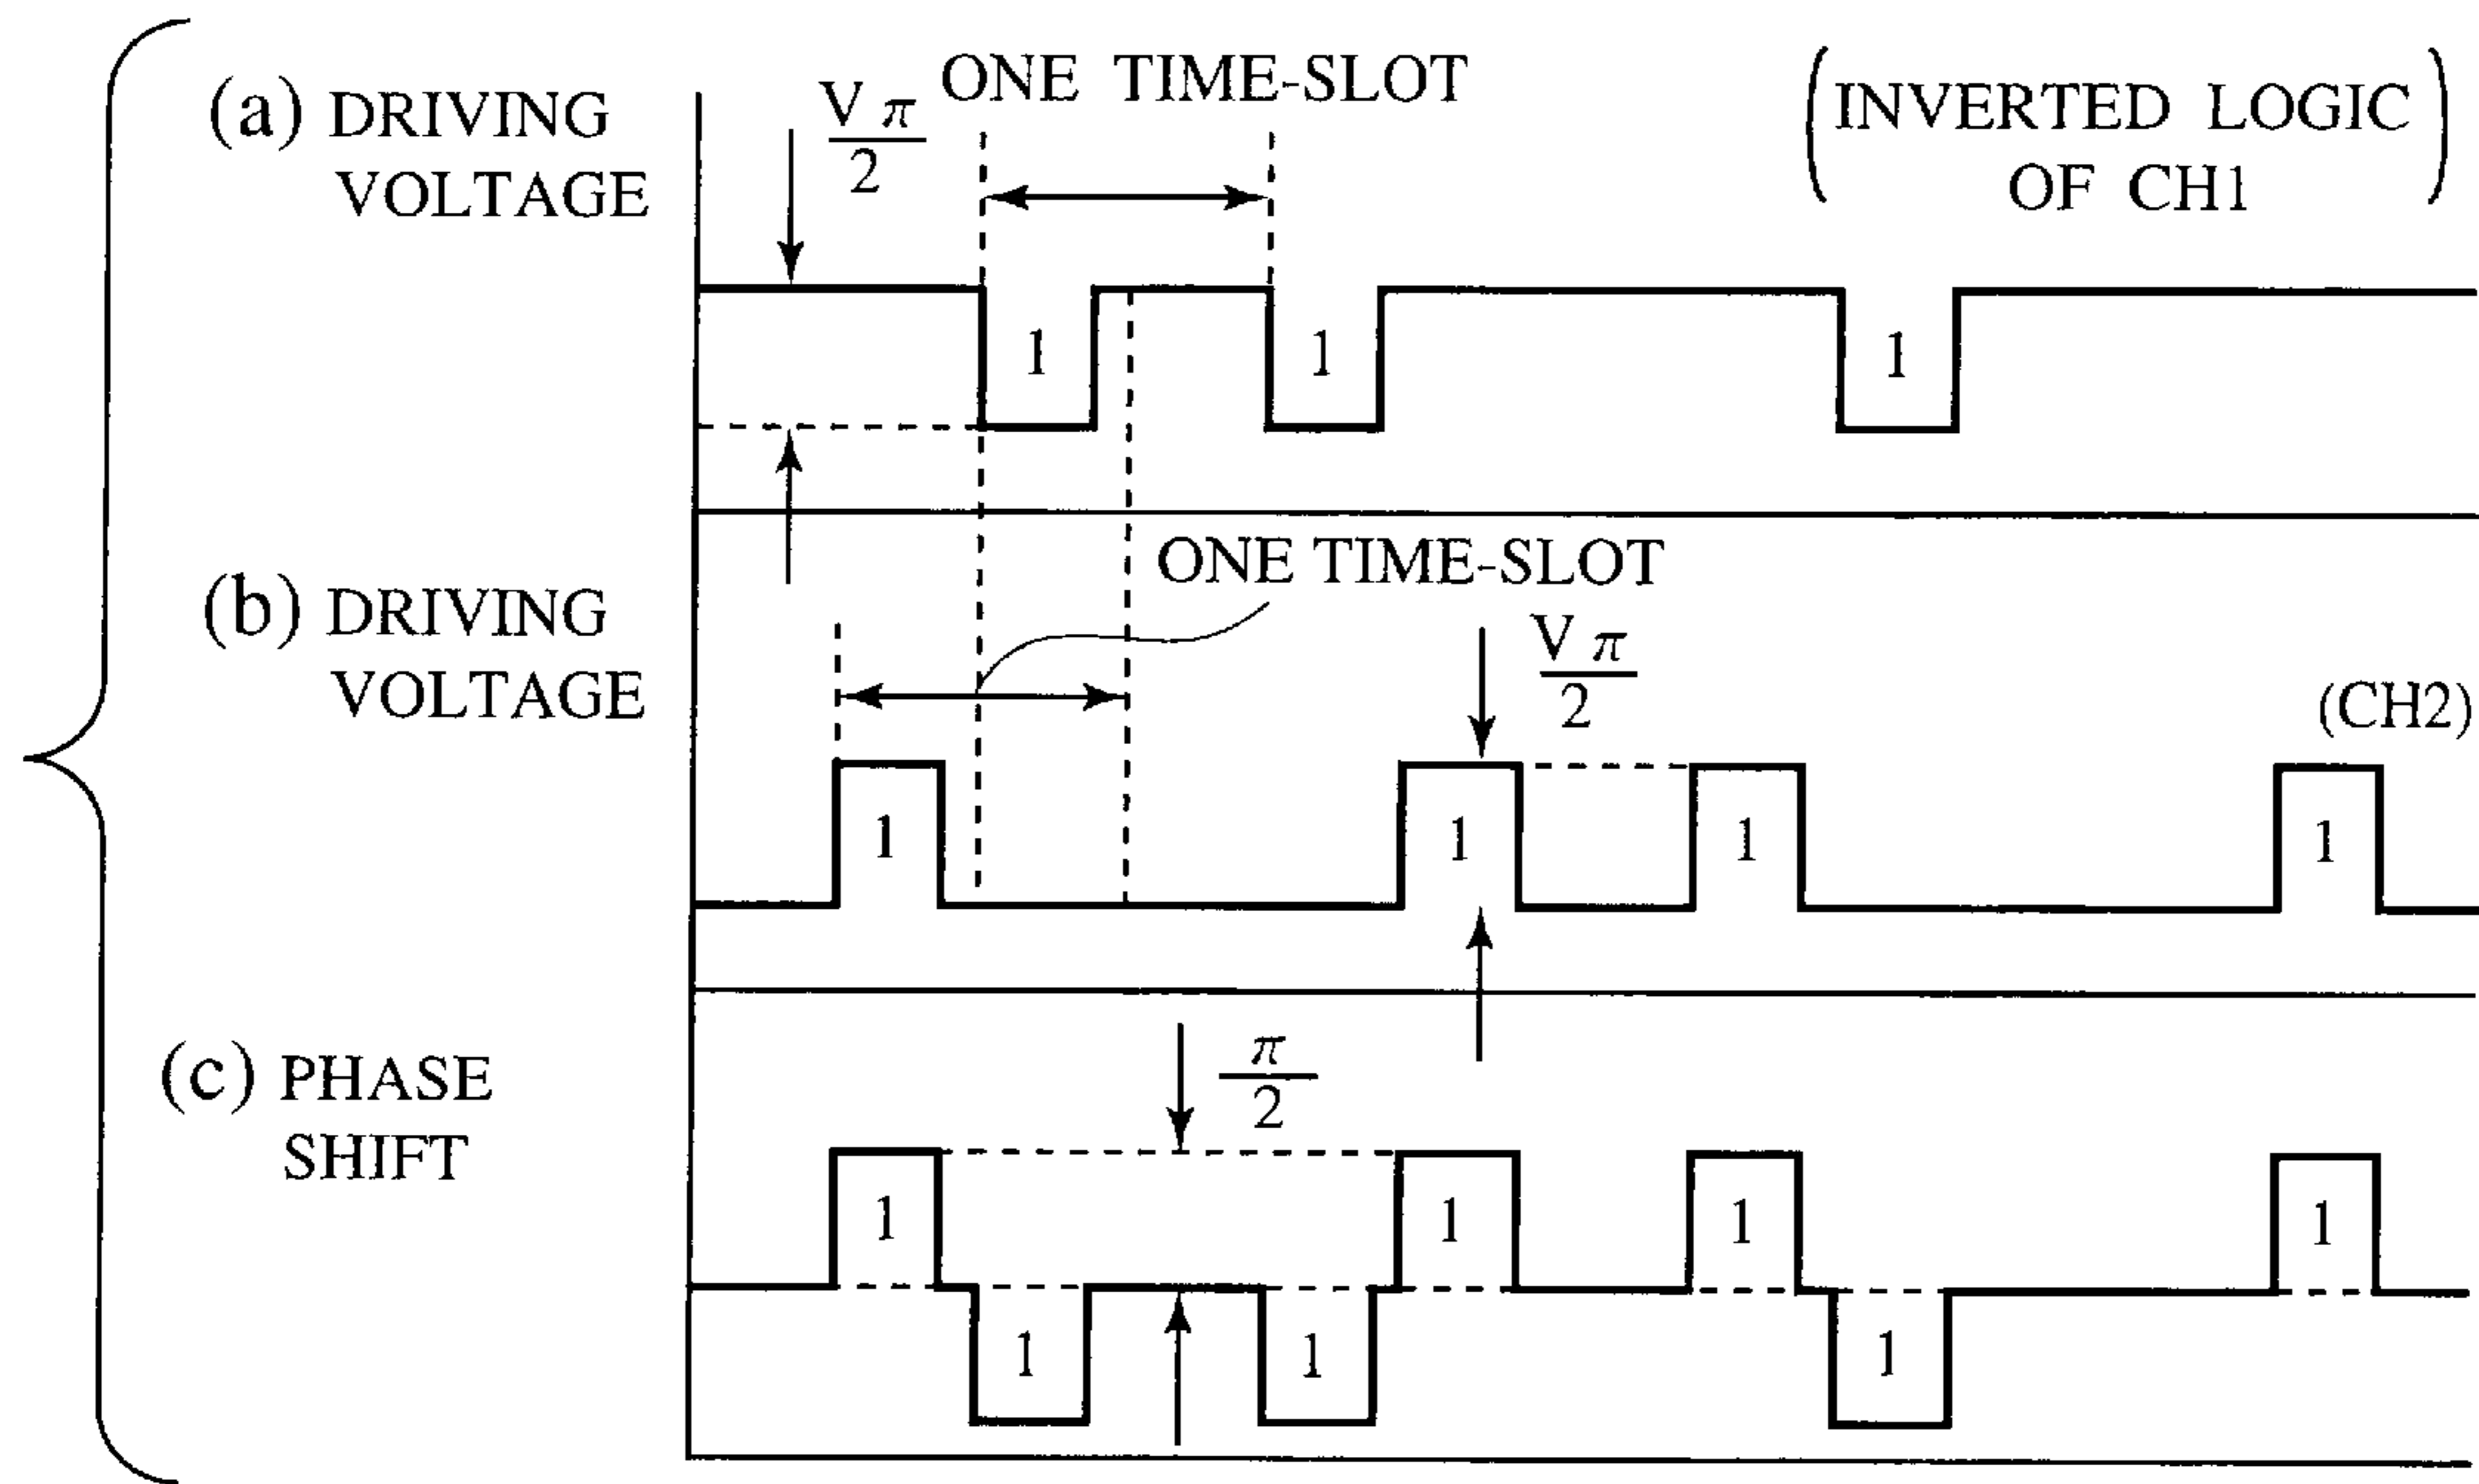 (a) DRIVING
VOLTAGE
Vπ
2
ONE TIME-SLOT
(INVERTED LOGIC
OF CH1)
1 1 1
(b) DRIVING
VOLTAGE
ONE TIME-SLOT
Vπ
2
(CH2)
1 1 1 1
(c) PHASE
SHIFT
π
2
1 1 1 1
1 1 1